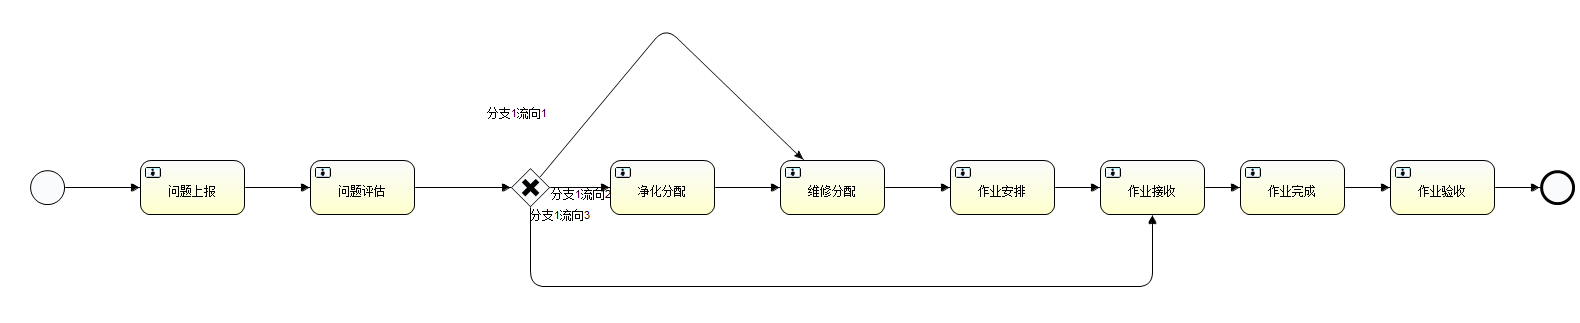 分支1流向1
问题上报
问题评估
分支1流向2
净化分配
维修分配
作业安排
作业接收
作业完成
作业验收
分支1流向3